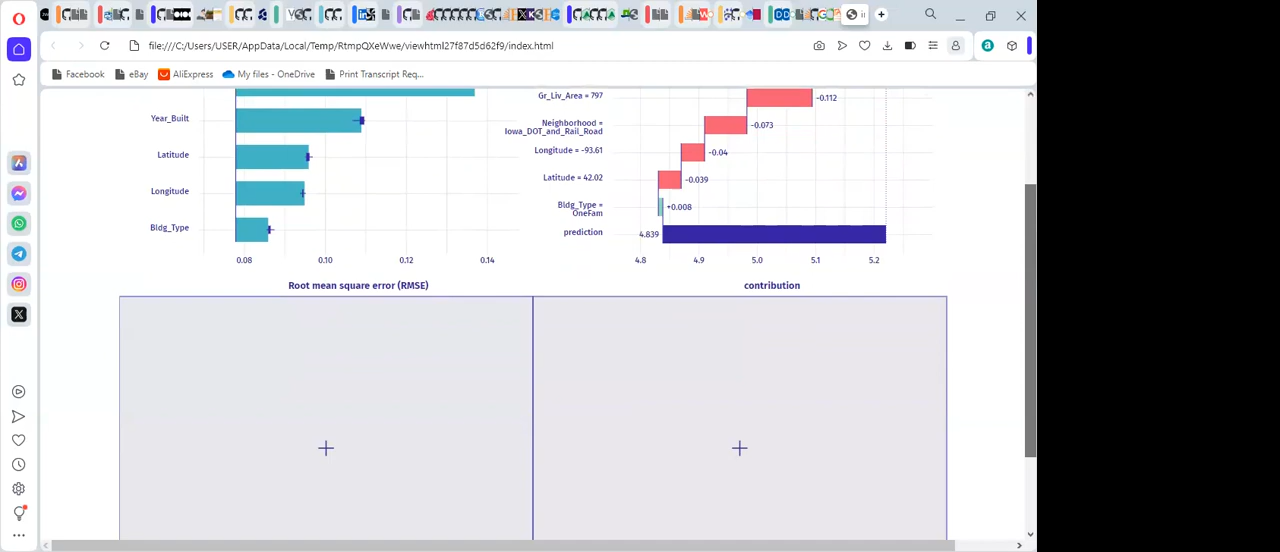 file:///C:/Users/USER/AppData/Local/Temp/RtmpQXeWwe/viewhtml27f87d5d62f9/index.html
Facebook eBay AliExpress My files - OneDrive Print Transcript Req...
Year_Built
Latitude
Longitude
Bldg_Type
0.08 0.10 0.12 0.14
Root mean square error (RMSE)
Gr_Liv_Area = 797
-0.112
Neighborhood =
Iowa_DOT_and_Rail_Road
-0.073
Longitude = -93.61
-0.04
Latitude = 42.02
-0.039
Bldg_Type =
OneFam
+0.008
prediction
4.839
4.8 4.9 5.0 5.1 5.2
contribution